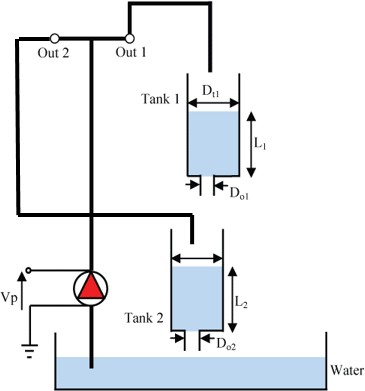 Out 2
Out 1
Tank 1
Dt1
L1
Do1
Vp
Tank 2
L2
Do2
Water